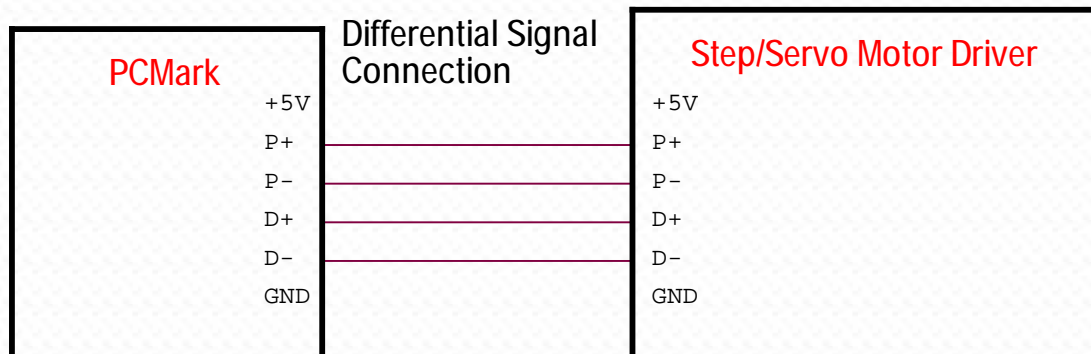 Differential Signal
Connection
PCMark
+5V
P+
P-
D+
D-
GND
Step/Servo Motor Driver
+5V
P+
P-
D+
D-
GND